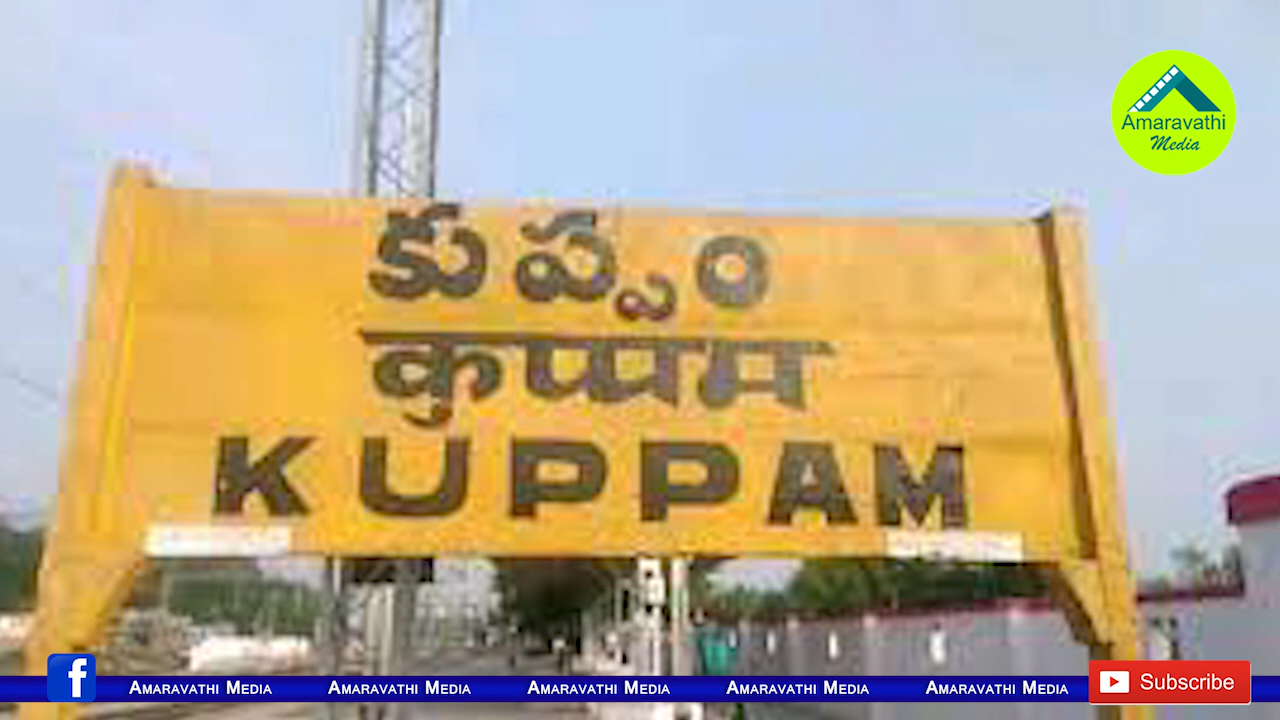 Amaravathi
Media
కుప్పం
कुप्पम
KUPPAM
f AMARAVATHI MEDIA AMARAVATHI MEDIA AMARAVATHI MEDIA AMARAVATHI MEDIA AMARAVATHI MEDIA Subscribe